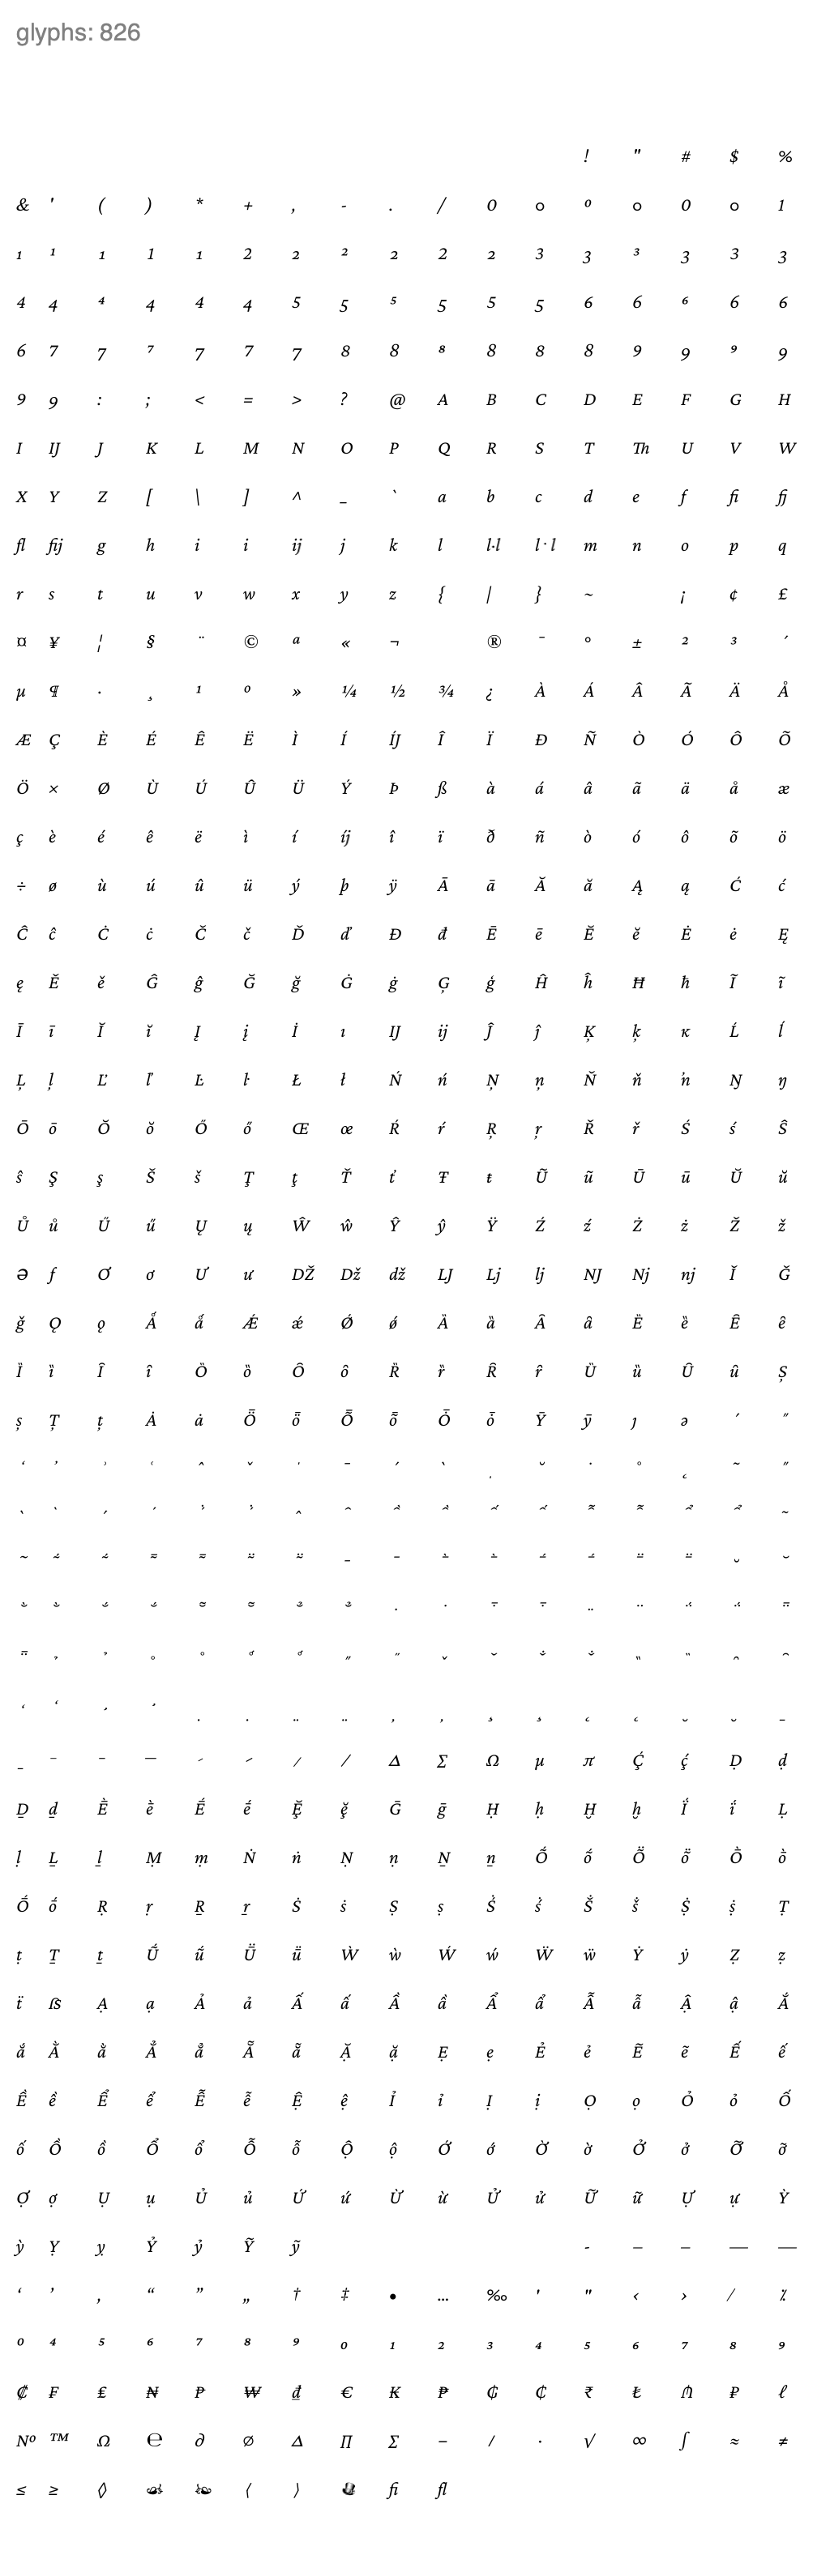 glyphs: 826
! " # $ %
& ' ( ) * + , - . / 0 o º o 0 o 1
1 ¹ 1 1 1 2 2 ² 2 2 2 3 3 ³ 3 3 3
4 4 ⁴ 4 4 4 5 5 ⁵ 5 5 5 6 6 ⁶ 6 6
6 7 7 ⁷ 7 7 7 8 8 ⁸ 8 8 8 9 9 ⁹ 9
9 9 : ; < = > ? @ A B C D E F G H
I IJ J K L M N O P Q R S T Th U V W
X Y Z [ \ ] ^ _ ` a b c d e f fi fj
fl fij g h i i ij j k l l·l l·l m n o p q
r s t u v w x y z { | } ~ ¡ ¢ £
¤ ¥ ¦ § ¨ © ª « ¬ ® ¯ ° ± ² ³ ´
µ ¶ · ¸ ¹ º » ¼ ½ ¾ ¿ À Á Â Ã Ä Å
Æ Ç È É Ê Ë Ì Í ÍJ Î Ï Ð Ñ Ò Ó Ô Õ
Ö × Ø Ù Ú Û Ü Ý Þ ß à á â ã ä å æ
ç è é ê ë ì í íj î ï ð ñ ò ó ô õ ö
÷ ø ù ú û ü ý þ ÿ Ā ā Ă ă Ą ą Ć ć
Ĉ ĉ Ċ ċ Č č Ď ď Đ đ Ē ē Ĕ ĕ Ė ė Ę
ę Ě ě Ĝ ĝ Ğ ğ Ġ ġ Ģ ģ Ĥ ĥ Ħ ħ Ĩ ĩ
Ī ī Ĭ ĭ Į į İ ı IJ ij Ĵ ĵ Ķ ķ ĸ Ĺ ĺ
Ļ ļ Ľ ľ Ŀ ŀ Ł ł Ń ń Ņ ņ Ň ň ŉ Ŋ ŋ
Ō ō Ŏ ŏ Ő ő Œ œ Ŕ ŕ Ŗ ŗ Ř ř Ś ś Ŝ
ŝ Ş ş Š š Ţ ţ Ť ť Ŧ ŧ Ũ ũ Ū ū Ŭ ŭ
Ů ů Ű ű Ų ų Ŵ ŵ Ŷ ŷ Ÿ Ź ź Ż ż Ž ž
Ə ƒ Ơ ơ Ư ư DŽ Dž dž LJ Lj lj NJ Nj nj Ǐ Ǧ
ǧ Ǫ ǫ Ǻ ǻ Ǽ ǽ Ǿ ǿ Ȁ ȁ Ȃ ȃ Ȅ ȅ Ȇ ȇ
Ȉ ȉ Ȋ ȋ Ȍ ȍ Ȏ ȏ Ȑ ȑ Ȓ ȓ Ȕ ȕ Ȗ ȗ Ș
ș Ț ț Ȧ ȧ Ȫ ȫ Ȭ ȭ Ȱ ȱ Ȳ ȳ ȷ ə ʹ ʺ
Δ Σ Ω μ π Ḉ ḉ Ḍ ḍ
Ḏ ḏ Ḕ ḕ Ḗ ḗ Ḝ ḝ Ḡ ḡ Ḥ ḥ Ḫ ḫ Ḯ ḯ Ḷ
ḷ Ḻ ḻ Ṃ ṃ Ṅ ṅ Ṇ ṇ Ṉ ṉ Ṍ ṍ Ṏ ṏ Ṑ ṑ
Ṓ ṓ Ṛ ṛ Ṟ ṟ Ṡ ṡ Ṣ ṣ Ṥ ṥ Ṧ ṧ Ṩ ṩ Ṭ
ṭ Ṯ ṯ Ṹ ṹ Ṻ ṻ Ẁ ẁ Ẃ ẃ Ẅ ẅ Ẏ ẏ Ẓ ẓ
ẗ ẞ Ạ ạ Ả ả Ấ ấ Ầ ầ Ẩ ẩ Ẫ ẫ Ậ ậ Ắ
ắ Ằ ằ Ẳ ẳ Ẵ ẵ Ặ ặ Ẹ ẹ Ẻ ẻ Ẽ ẽ Ế ế
Ề ề Ể ể Ễ ễ Ệ ệ Ỉ ỉ Ị ị Ọ ọ Ỏ ỏ Ố
ố Ồ ồ Ổ ổ Ỗ ỗ Ộ ộ Ớ ớ Ờ ờ Ở ở Ỡ ỡ
Ợ ợ Ụ ụ Ủ ủ Ứ ứ Ừ ừ Ử ử Ữ ữ Ự ự Ỳ
ỳ Ỵ ỵ Ỷ ỷ Ỹ ỹ ‐ – – — —
‘ ’ ‚ “ ” „ † ‡ • … ‰ ′ ″ ‹ › ⁄ ⁒
⁰ ⁴ ⁵ ⁶ ⁷ ⁸ ⁹ ₀ ₁ ₂ ₃ ₄ ₅ ₆ ₇ ₈ ₉
₡ ₣ ₤ ₦ ₱ ₩ ₫ € K ₱ ₲ ₵ ₹ ₺ ₼ ₽ ℓ
№ ™ Ω ℮ ∂ ∅ ∆ ∏ ∑ − ∕ ∙ √ ∞ ∫ ≈ ≠
≤ ≥ ◊ ☙ ❧ ⟨ ⟩ fi fl